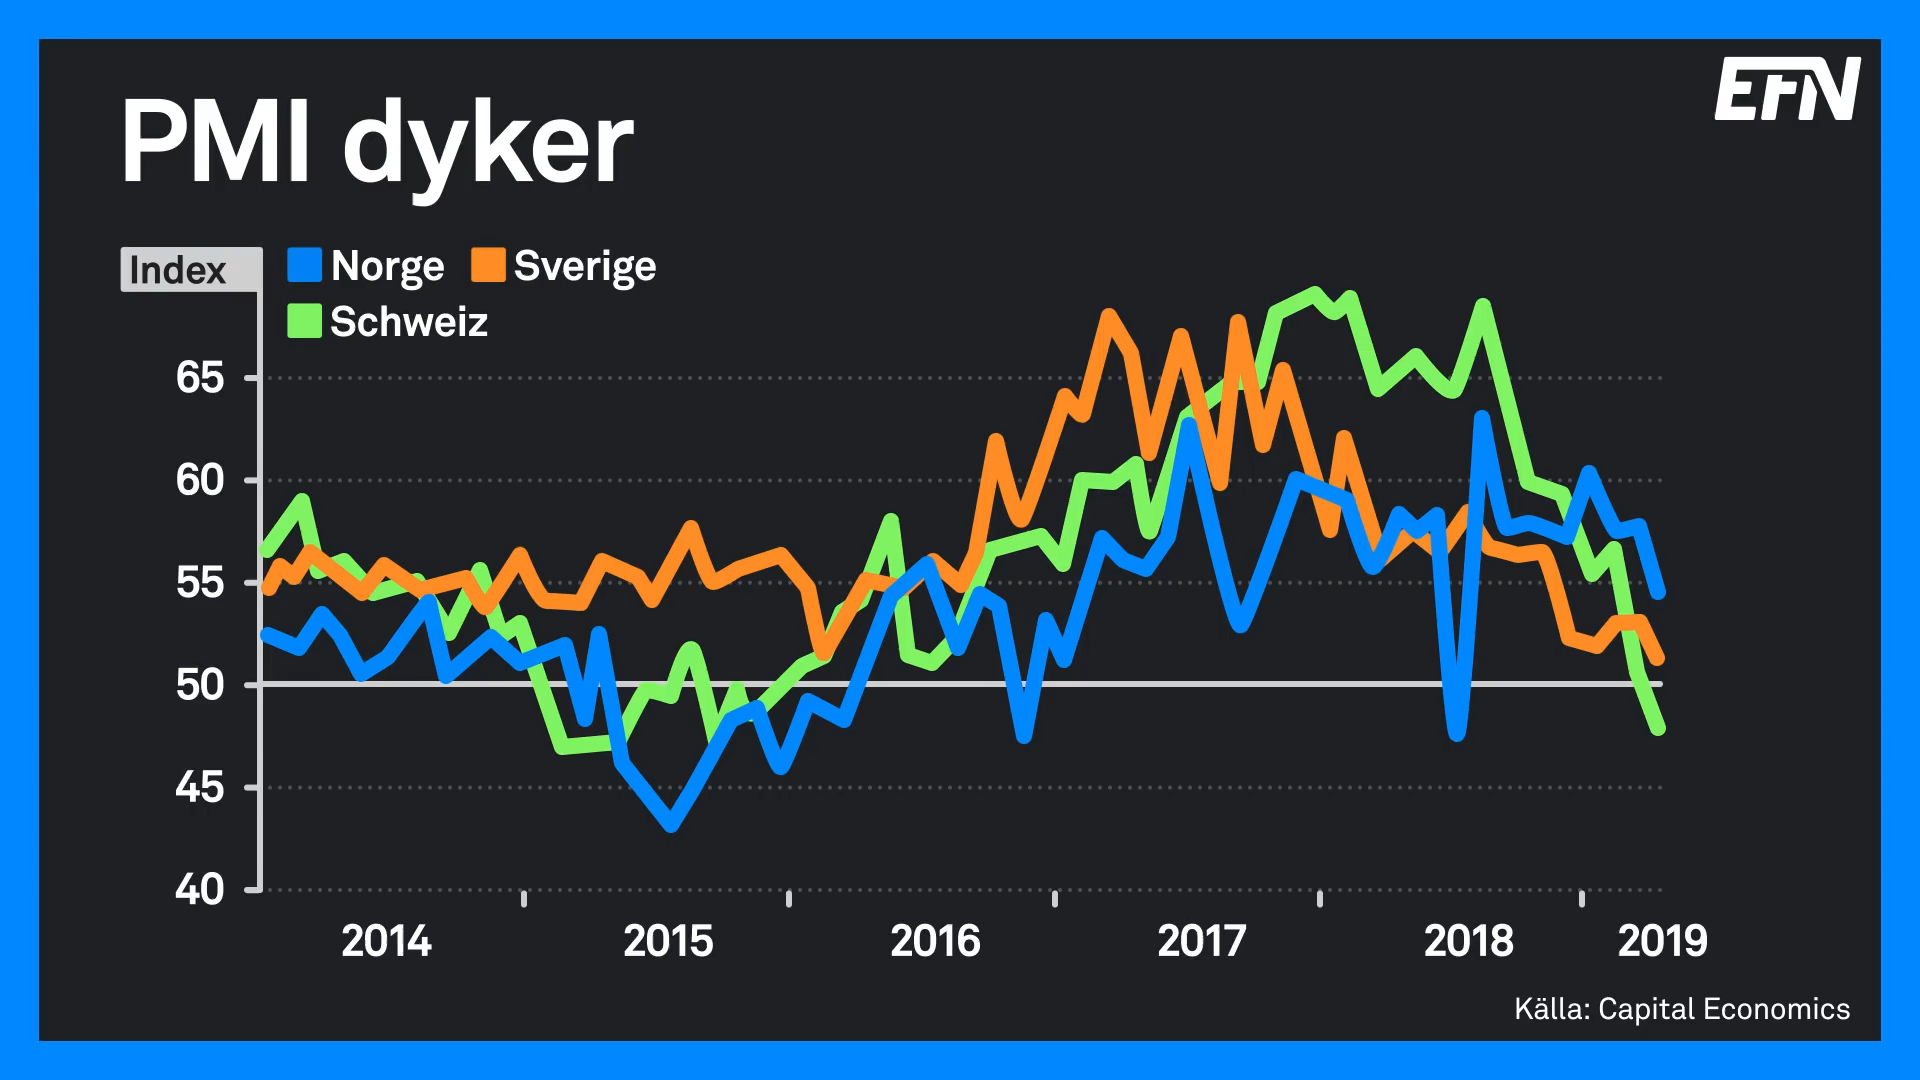 EFN
PMI dyker
Index
Norge Sverige
Schweiz
65
60
55
50
45
40
2014 2015 2016 2017 2018 2019
Källa: Capital Economics